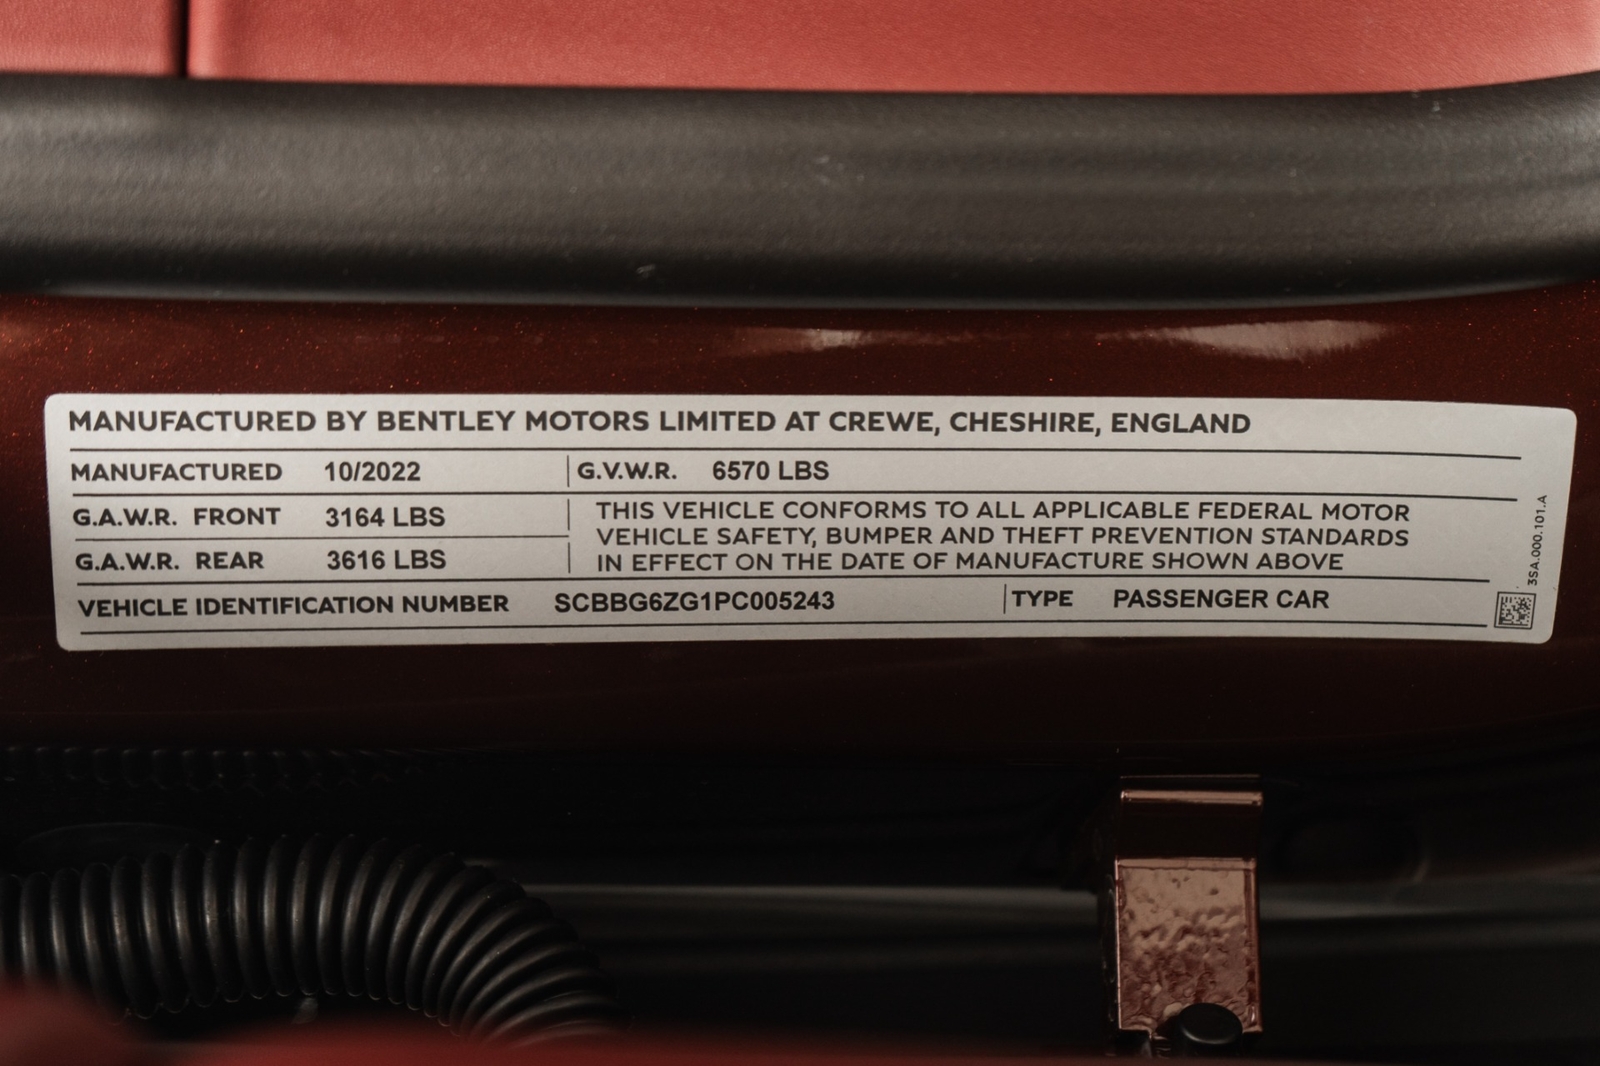 MANUFACTURED BY BENTLEY MOTORS LIMITED AT CREWE, CHESHIRE, ENGLAND
MANUFACTURED 10/2022 G.V.W.R. 6570 LBS
G.A.W.R. FRONT 3164 LBS
G.A.W.R. REAR 3616 LBS
THIS VEHICLE CONFORMS TO ALL APPLICABLE FEDERAL MOTOR
VEHICLE SAFETY, BUMPER AND THEFT PREVENTION STANDARDS
IN EFFECT ON THE DATE OF MANUFACTURE SHOWN ABOVE
VEHICLE IDENTIFICATION NUMBER SCBBG6ZG1PC005243 TYPE PASSENGER CAR
3SA.000.101.A